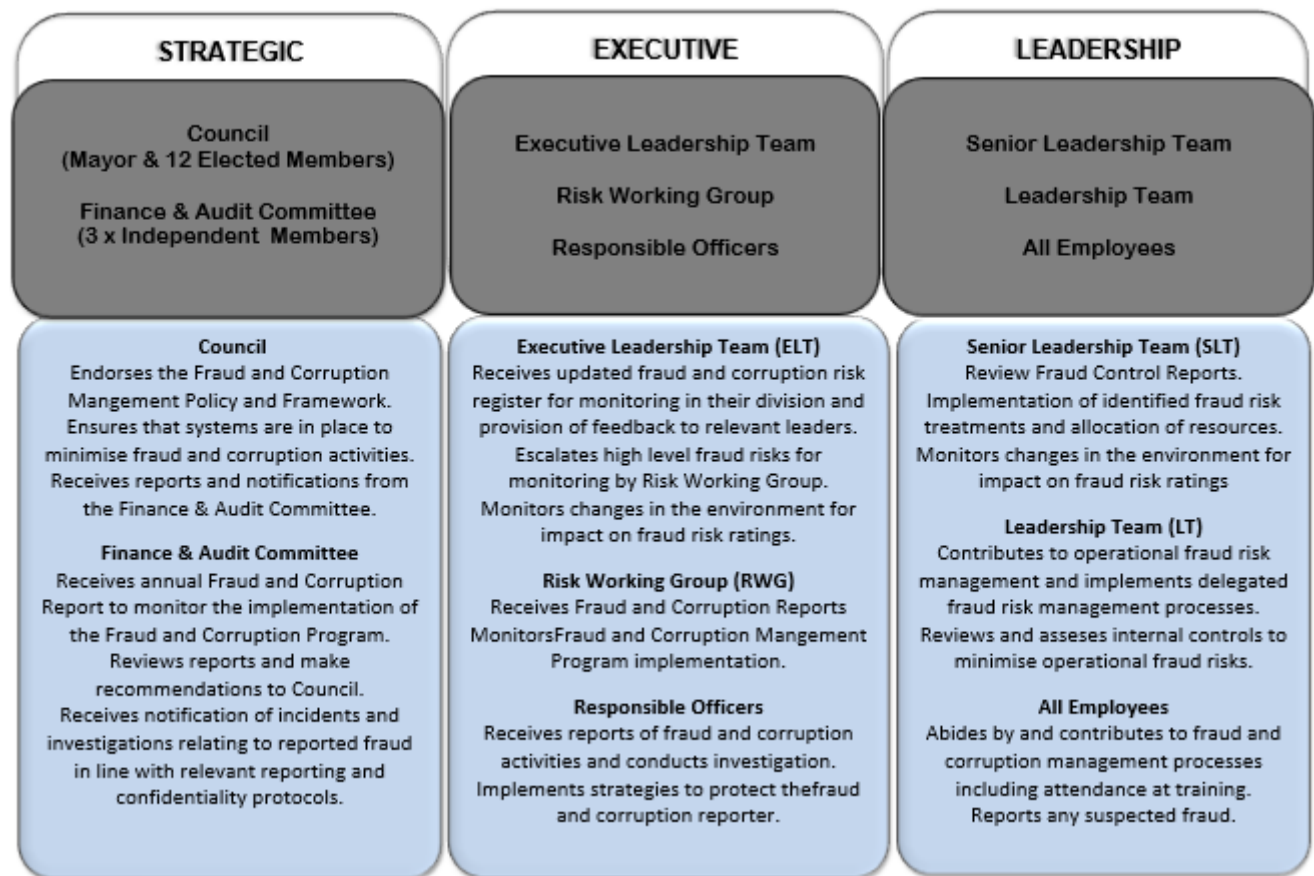 STRATEGIC
Council
(Mayor & 12 Elected Members)
Finance & Audit Committee
(3 x Independent Members)
Council
Endorses the Fraud and Corruption
Mangement Policy and Framework.
Ensures that systems are in place to
minimise fraud and corruption activities.
Receives reports and notifications from
the Finance & Audit Committee.
Finance & Audit Committee
Receives annual Fraud and Corruption
Report to monitor the implementation of
the Fraud and Corruption Program.
Reviews reports and make
recommendations to Council.
Receives notification of incidents and
investigations relating to reported fraud
in line with relevant reporting and
confidentiality protocols.
EXECUTIVE
Executive Leadership Team
Risk Working Group
Responsible Officers
Executive Leadership Team (ELT)
Receives updated fraud and corruption risk
register for monitoring in their division and
provision of feedback to relevant leaders.
Escalates high level fraud risks for
monitoring by Risk Working Group.
Monitors changes in the environment for
impact on fraud risk ratings.
Risk Working Group (RWG)
Receives Fraud and Corruption Reports
MonitorsFraud and Corruption Mangement
Program implementation.
Responsible Officers
Receives reports of fraud and corruption
activities and conducts investigation.
Implements strategies to protect thefraud
and corruption reporter.
LEADERSHIP
Senior Leadership Team
Leadership Team
All Employees
Senior Leadership Team (SLT)
Review Fraud Control Reports.
Implementation of identified fraud risk
treatments and allocation of resources.
Monitors changes in the environment for
impact on fraud risk ratings
Leadership Team (LT)
Contributes to operational fraud risk
management and implements delegated
fraud risk management processes.
Reviews and asseses internal controls to
minimise operational fraud risks.
All Employees
Abides by and contributes to fraud and
corruption management processes
including attendance at training.
Reports any suspected fraud.